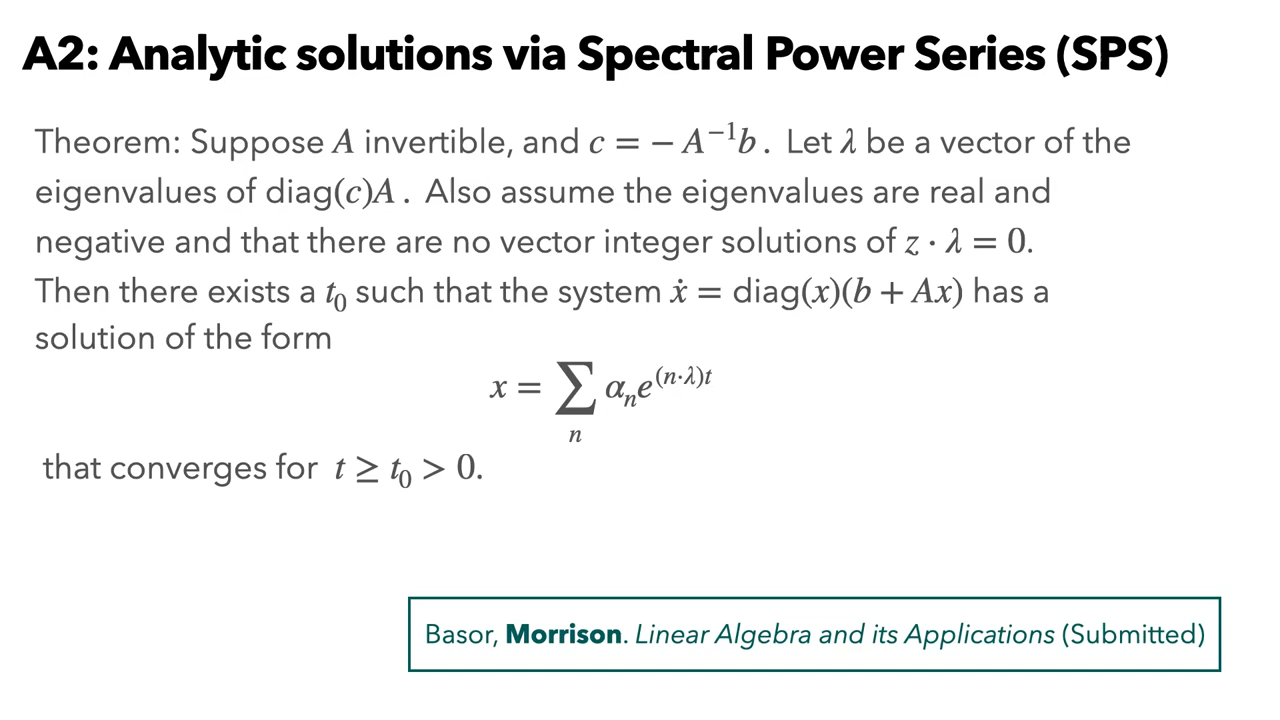 A2: Analytic solutions via Spectral Power Series (SPS)
Theorem: Suppose A invertible, and c = − A⁻¹b . Let λ be a vector of the
eigenvalues of diag(c)A . Also assume the eigenvalues are real and
negative and that there are no vector integer solutions of z · λ = 0.
Then there exists a t₀ such that the system ẋ = diag(x)(b + Ax) has a
solution of the form
x = ∑ₙ αₙe^{(n·λ)t}
that converges for t ≥ t₀ > 0.
Basor, Morrison. Linear Algebra and its Applications (Submitted)